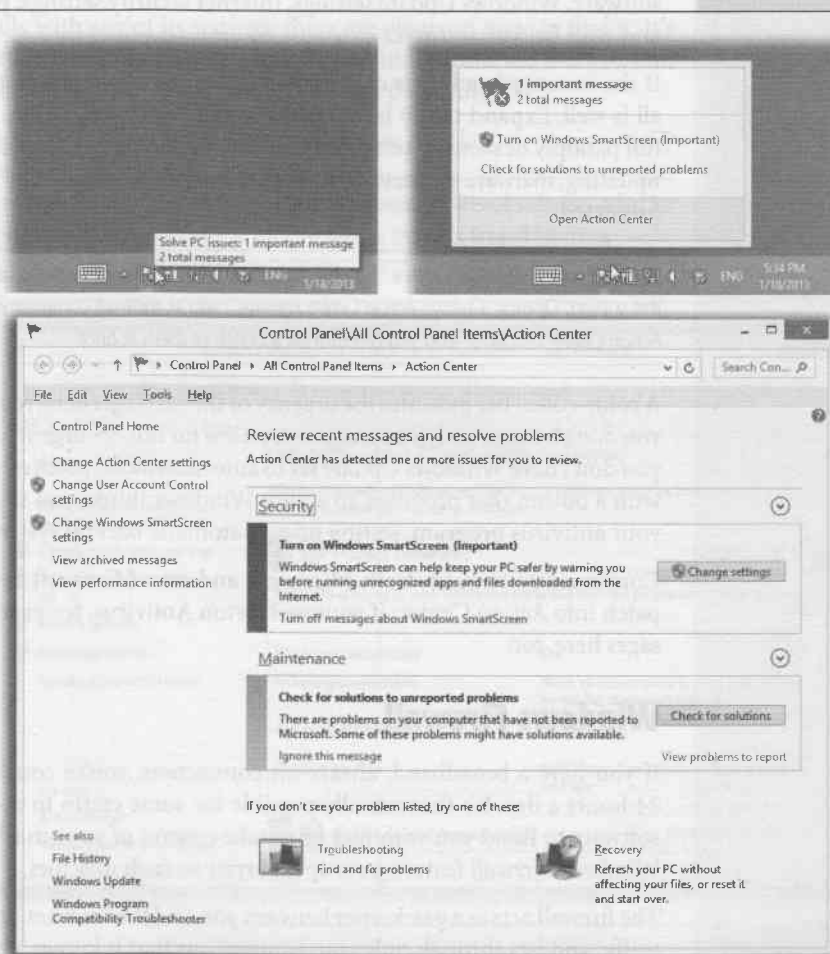 Solve PC issues: 1 important message
2 total messages
ENG
1/18/2013
1 important message
2 total messages
Turn on Windows SmartScreen (Important)
Check for solutions to unreported problems
Open Action Center
ENG
5:34 PM
1/18/2013
Control Panel\All Control Panel Items\Action Center
Control Panel
All Control Panel Items
Action Center
Search Con...
File Edit View Tools Help
Control Panel Home
Change Action Center settings
Change User Account Control
settings
Change Windows SmartScreen
settings
View archived messages
View performance information
Review recent messages and resolve problems
Action Center has detected one or more issues for you to review.
Security
Turn on Windows SmartScreen (Important)
Windows SmartScreen can help keep your PC safer by warning you
before running unrecognized apps and files downloaded from the
Internet.
Change settings
Turn off messages about Windows SmartScreen
Maintenance
Check for solutions to unreported problems
There are problems on your computer that have not been reported to
Microsoft. Some of these problems might have solutions available.
Check for solutions
Ignore this message
View problems to report
If you don't see your problem listed, try one of these:
Troubleshooting
Find and fix problems
Recovery
Refresh your PC without
affecting your files, or reset it
and start over.
See also
File History
Windows Update
Windows Program
Compatibility Troubleshooter